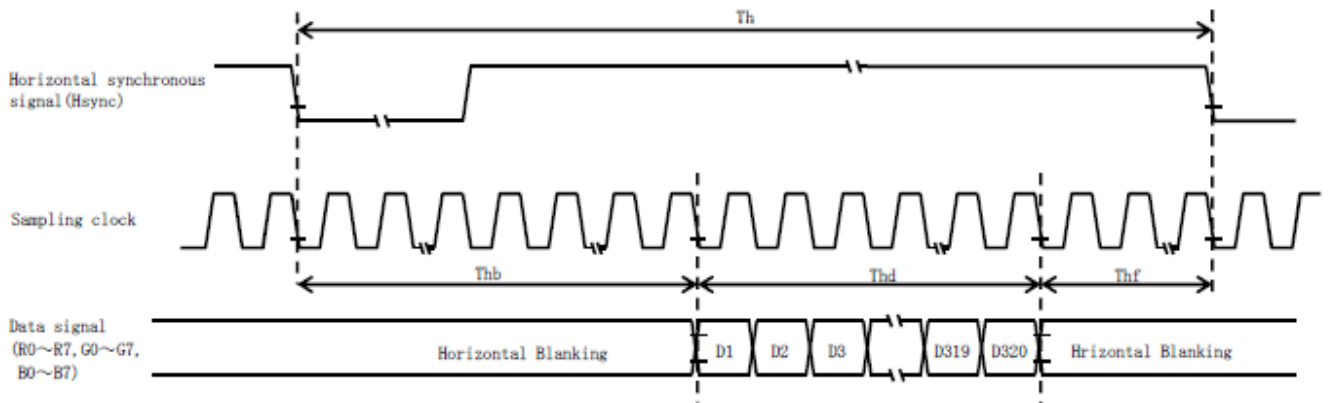 Th
Horizontal synchronous
signal(Hsync)
Sampling clock
Thb
Thd
Thf
Data signal
(R0～R7,G0～G7,
B0～B7)
Horizontal Blanking
D1
D2
D3
D319
D320
Hrizontal Blanking